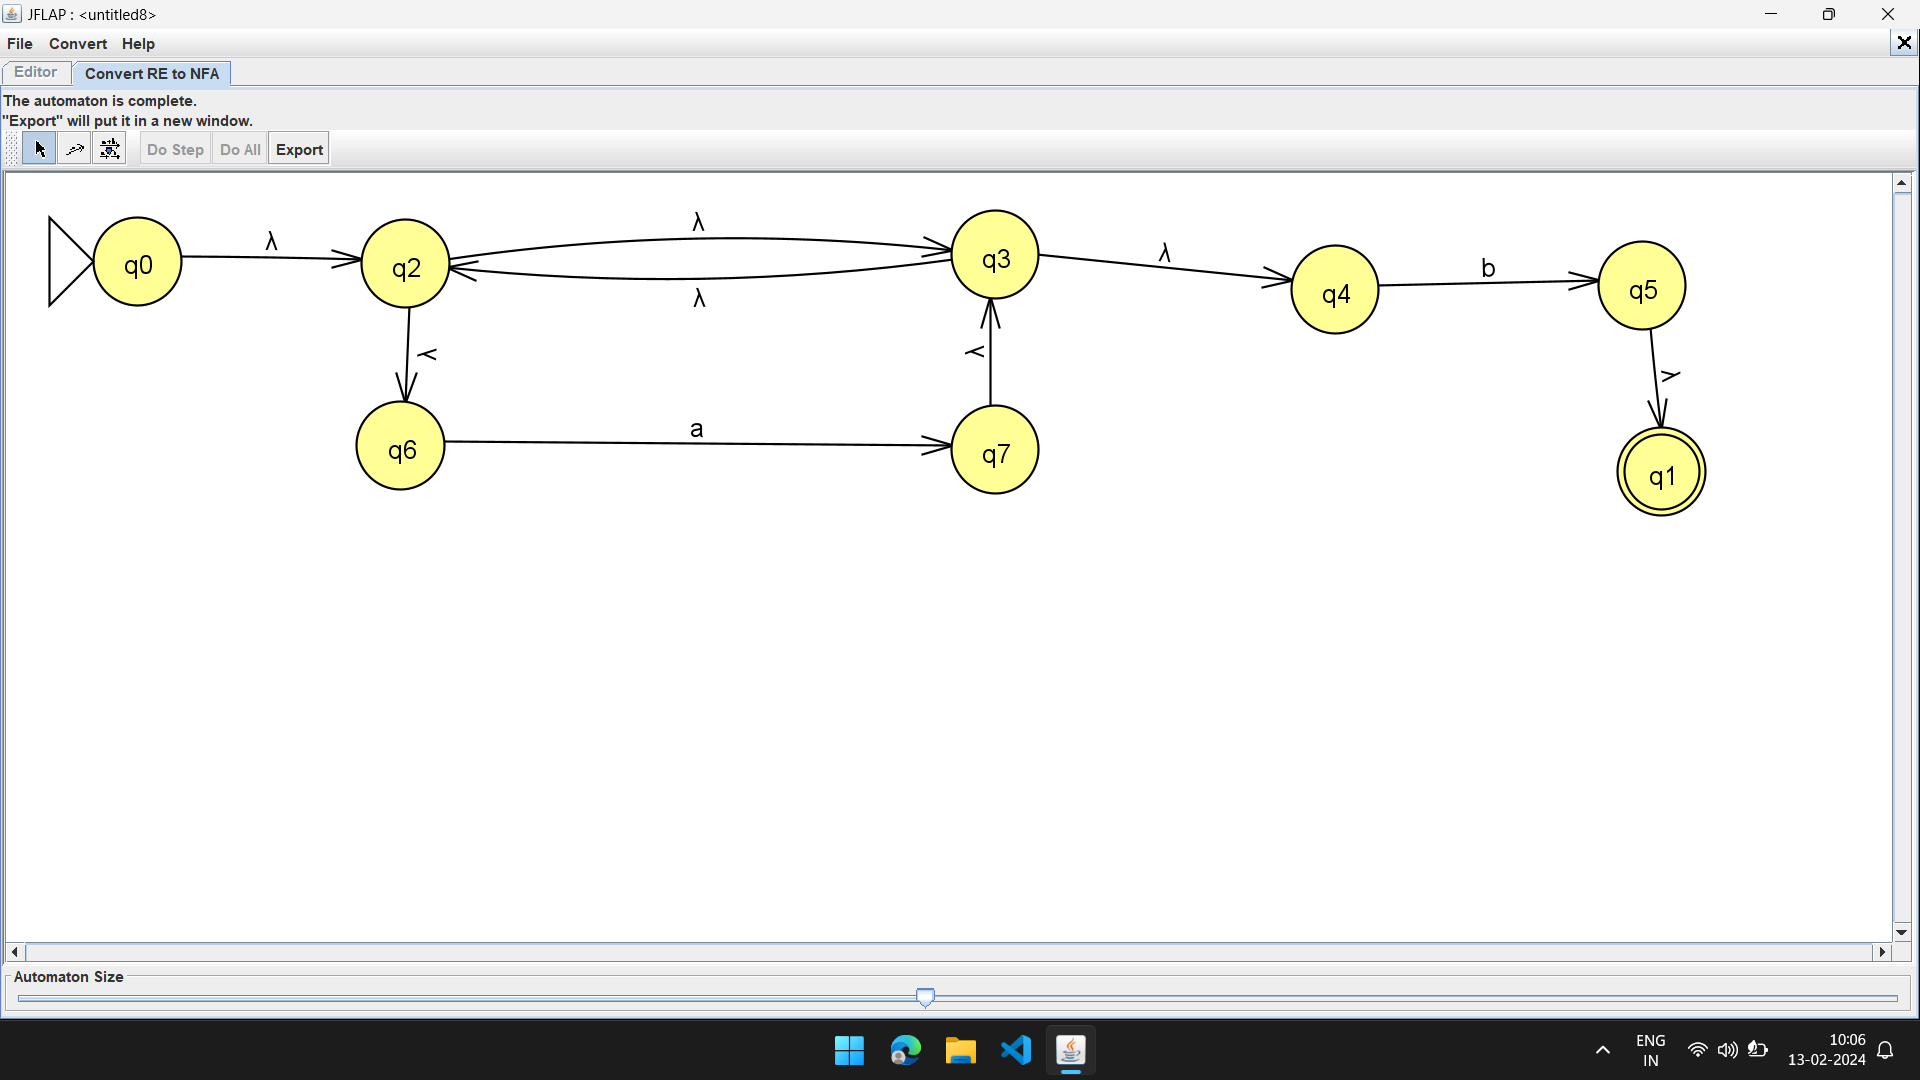 JFLAP : <untitled8>
File Convert Help
Editor Convert RE to NFA
The automaton is complete.
"Export" will put it in a new window.
Do Step Do All Export
λ λ λ b
q0 q2 q3 q4 q5
λ
λ λ λ
a
q6 q7 q1
Automaton Size
ENG 10:06
IN 13-02-2024